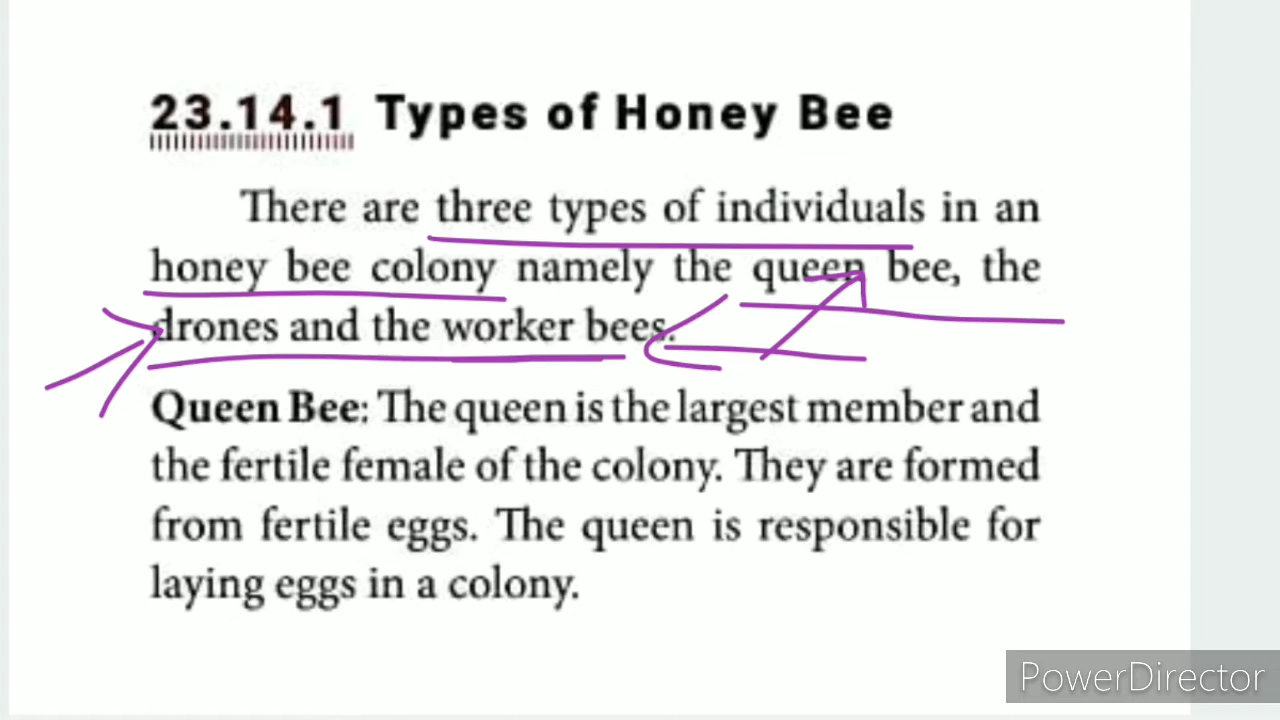 23.14.1 Types of Honey Bee
There are three types of individuals in an
honey bee colony namely the queen bee, the
drones and the worker bees.
Queen Bee: The queen is the largest member and
the fertile female of the colony. They are formed
from fertile eggs. The queen is responsible for
laying eggs in a colony.
PowerDirector